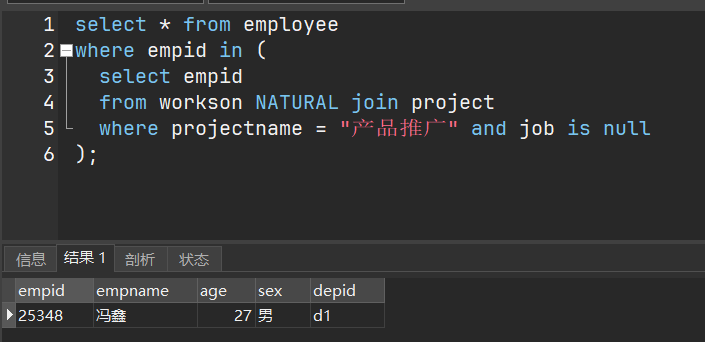 1 select * from employee
2 where empid in (
3 select empid
4 from workson NATURAL join project
5 where projectname = "产品推广" and job is null
6 );
信息 结果 1 剖析 状态
empid empname age sex depid
25348 冯鑫 27 男 d1